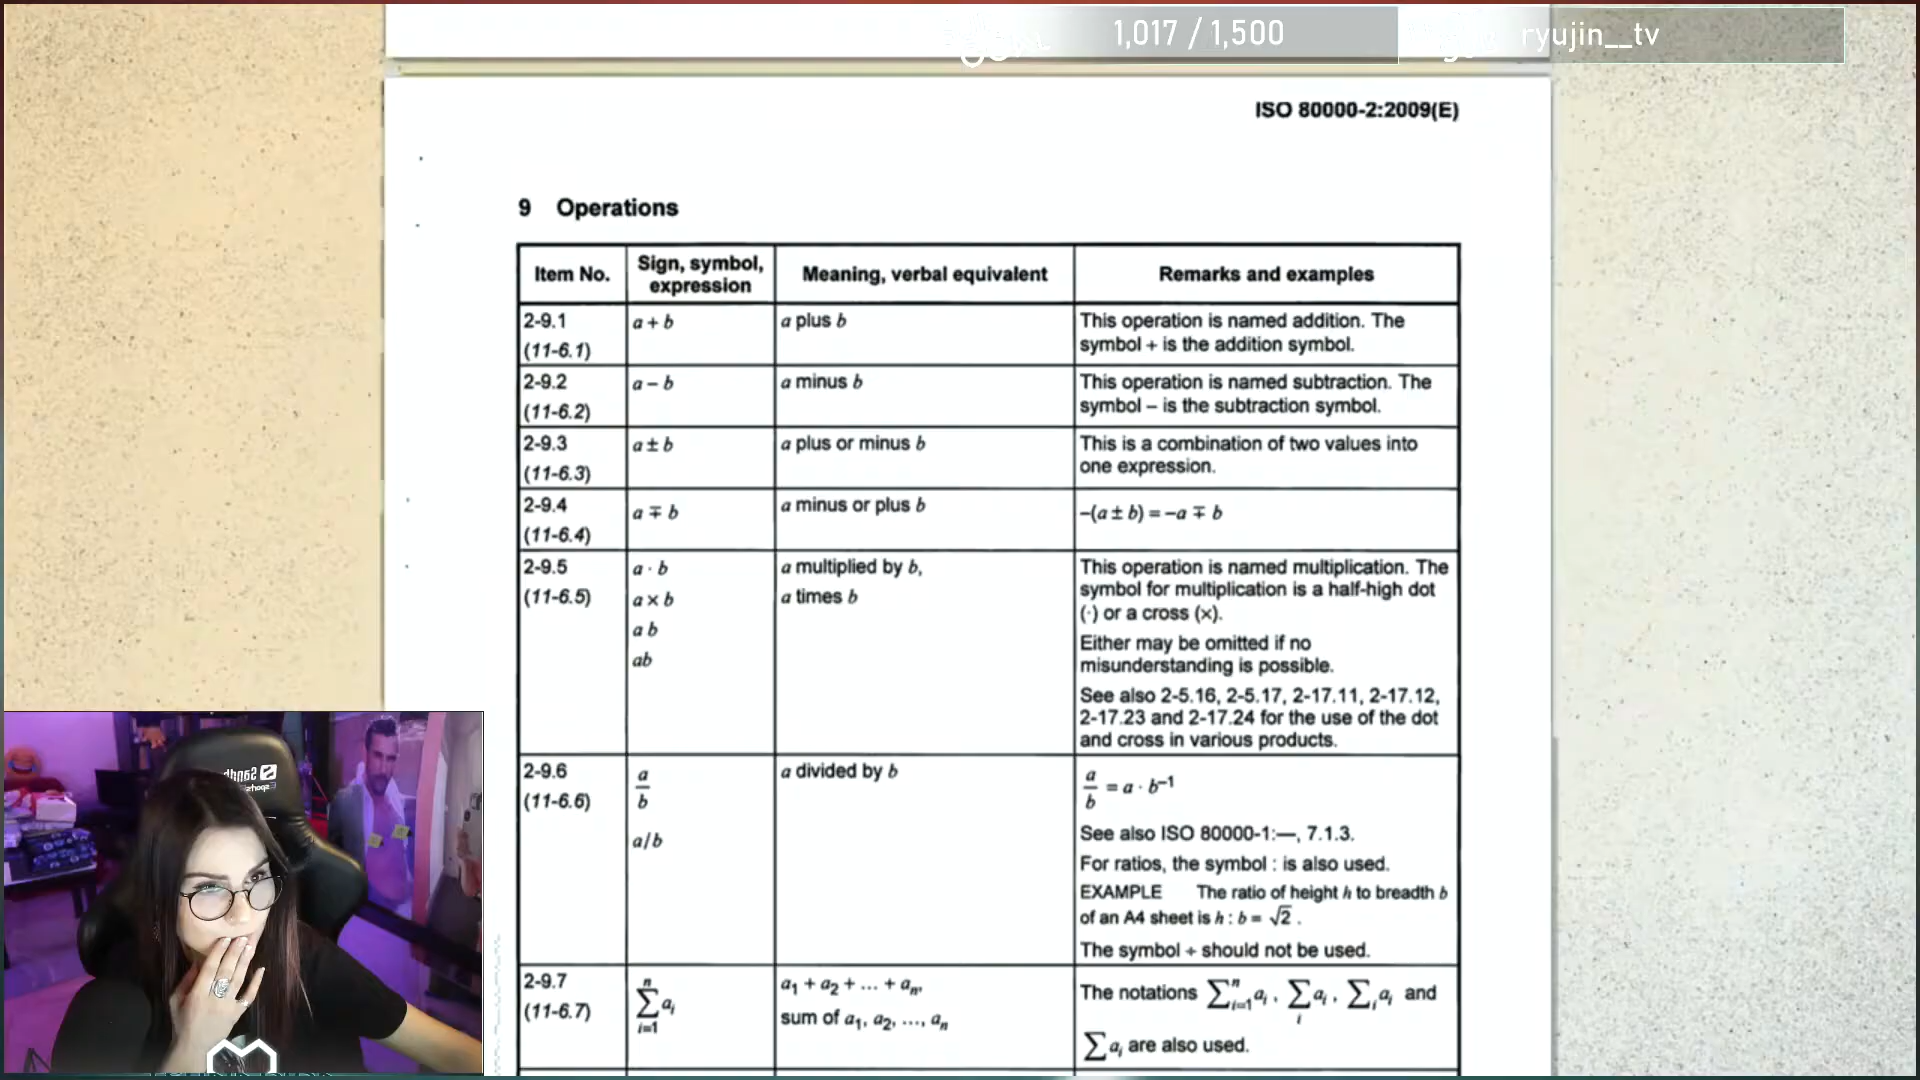 1,017 / 1,500
ryujin__tv
ISO 80000-2:2009(E)
9 Operations
Item No.
Sign, symbol,
expression
Meaning, verbal equivalent
Remarks and examples
2-9.1
(11-6.1)
a + b
a plus b
This operation is named addition. The
symbol + is the addition symbol.
2-9.2
(11-6.2)
a − b
a minus b
This operation is named subtraction. The
symbol − is the subtraction symbol.
2-9.3
(11-6.3)
a ± b
a plus or minus b
This is a combination of two values into
one expression.
2-9.4
(11-6.4)
a ∓ b
a minus or plus b
−(a ± b) = −a ∓ b
2-9.5
(11-6.5)
a · b
a × b
a b
ab
a multiplied by b,
a times b
This operation is named multiplication. The
symbol for multiplication is a half-high dot
(·) or a cross (×).
Either may be omitted if no
misunderstanding is possible.
See also 2-5.16, 2-5.17, 2-17.11, 2-17.12,
2-17.23 and 2-17.24 for the use of the dot
and cross in various products.
2-9.6
(11-6.6)
a
b
a/b
a divided by b
a/b = a · b⁻¹
See also ISO 80000-1:—, 7.1.3.
For ratios, the symbol : is also used.
EXAMPLE The ratio of height h to breadth b
of an A4 sheet is h : b = √2 .
The symbol ÷ should not be used.
2-9.7
(11-6.7)
n
∑ aᵢ
i=1
a₁ + a₂ + ... + aₙ,
sum of a₁, a₂, ..., aₙ
The notations ∑ⁿᵢ₌₁ aᵢ , ∑ aᵢ , ∑ᵢ aᵢ and
i
∑ aᵢ are also used.